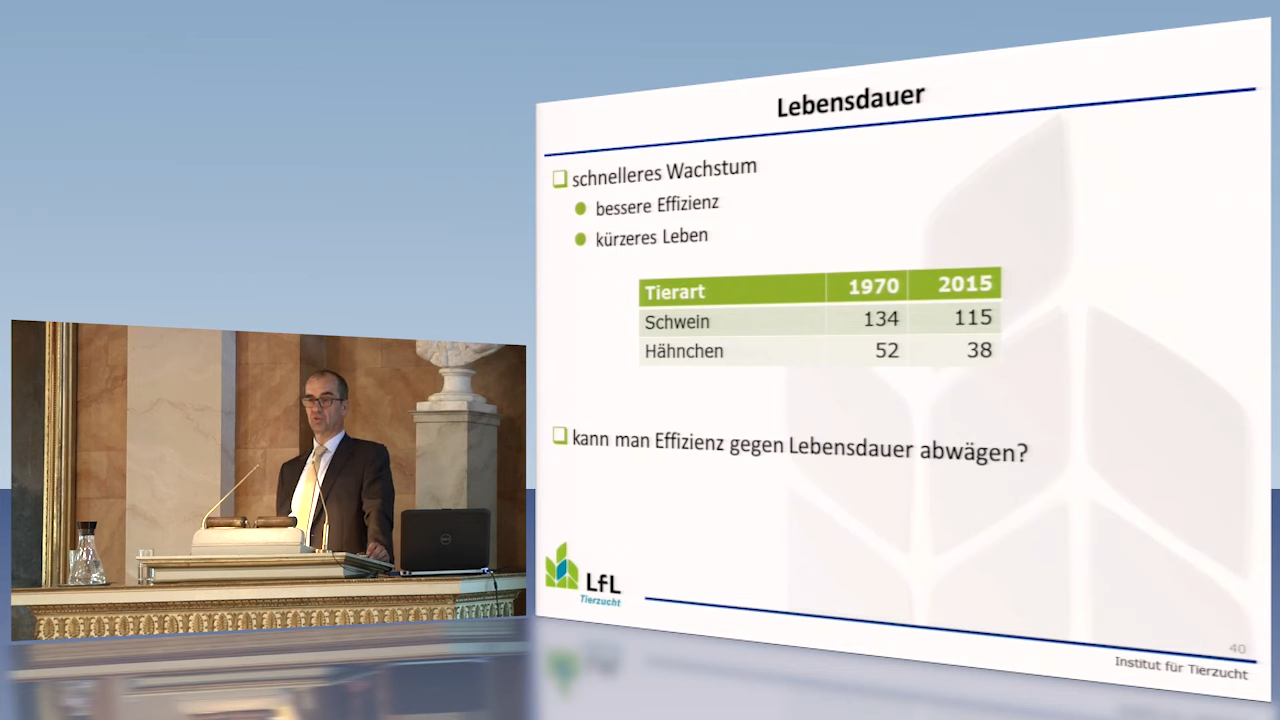 Lebensdauer
schnelleres Wachstum
bessere Effizienz
kürzeres Leben
Tierart 1970 2015
Schwein 134 115
Hähnchen 52 38
kann man Effizienz gegen Lebensdauer abwägen?
LfL
Tierzucht
40
Institut für Tierzucht
DELL